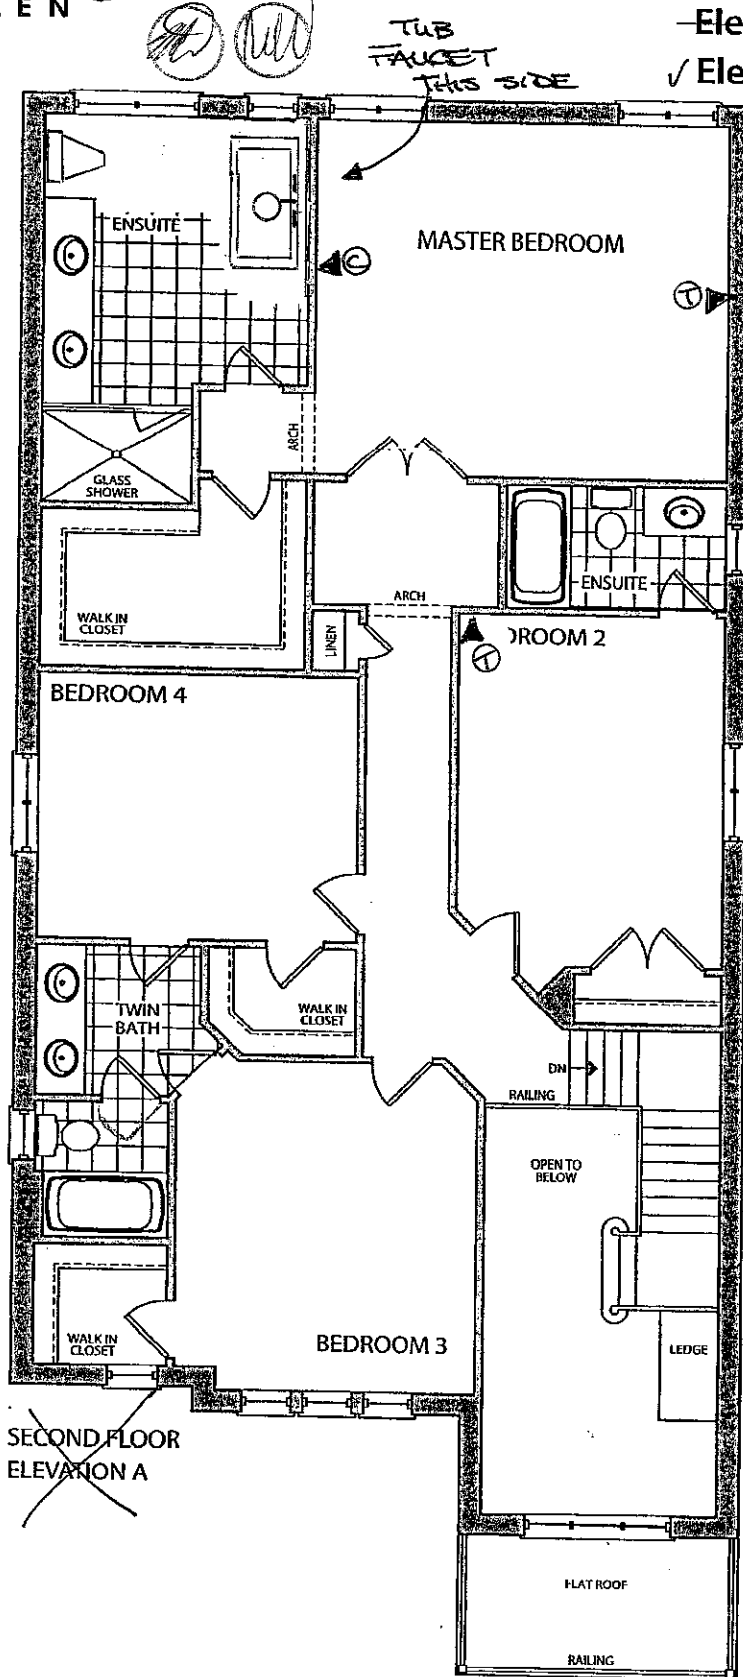 E N
TUB
FAUCET
THIS SIDE
Ele
✓ Ele
ENSUITE
MASTER BEDROOM
C
T
ARCH
GLASS
SHOWER
ENSUITE
ARCH
WALK IN
CLOSET
LINEN
DROOM 2
T
BEDROOM 4
WALK IN
CLOSET
TWIN
BATH
DN
RAILING
OPEN TO
BELOW
BEDROOM 3
LEDGE
WALK IN
CLOSET
SECOND FLOOR
ELEVATION A
FLAT ROOF
RAILING